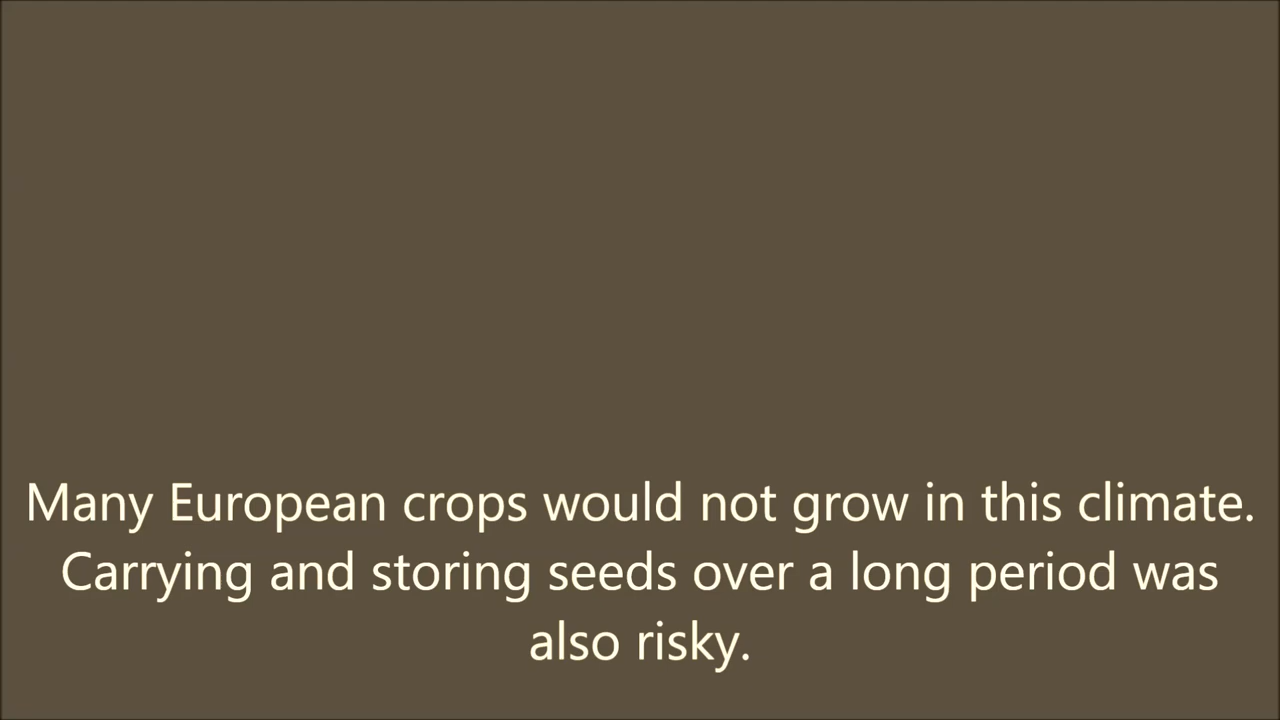 Many European crops would not grow in this climate.
Carrying and storing seeds over a long period was
also risky.